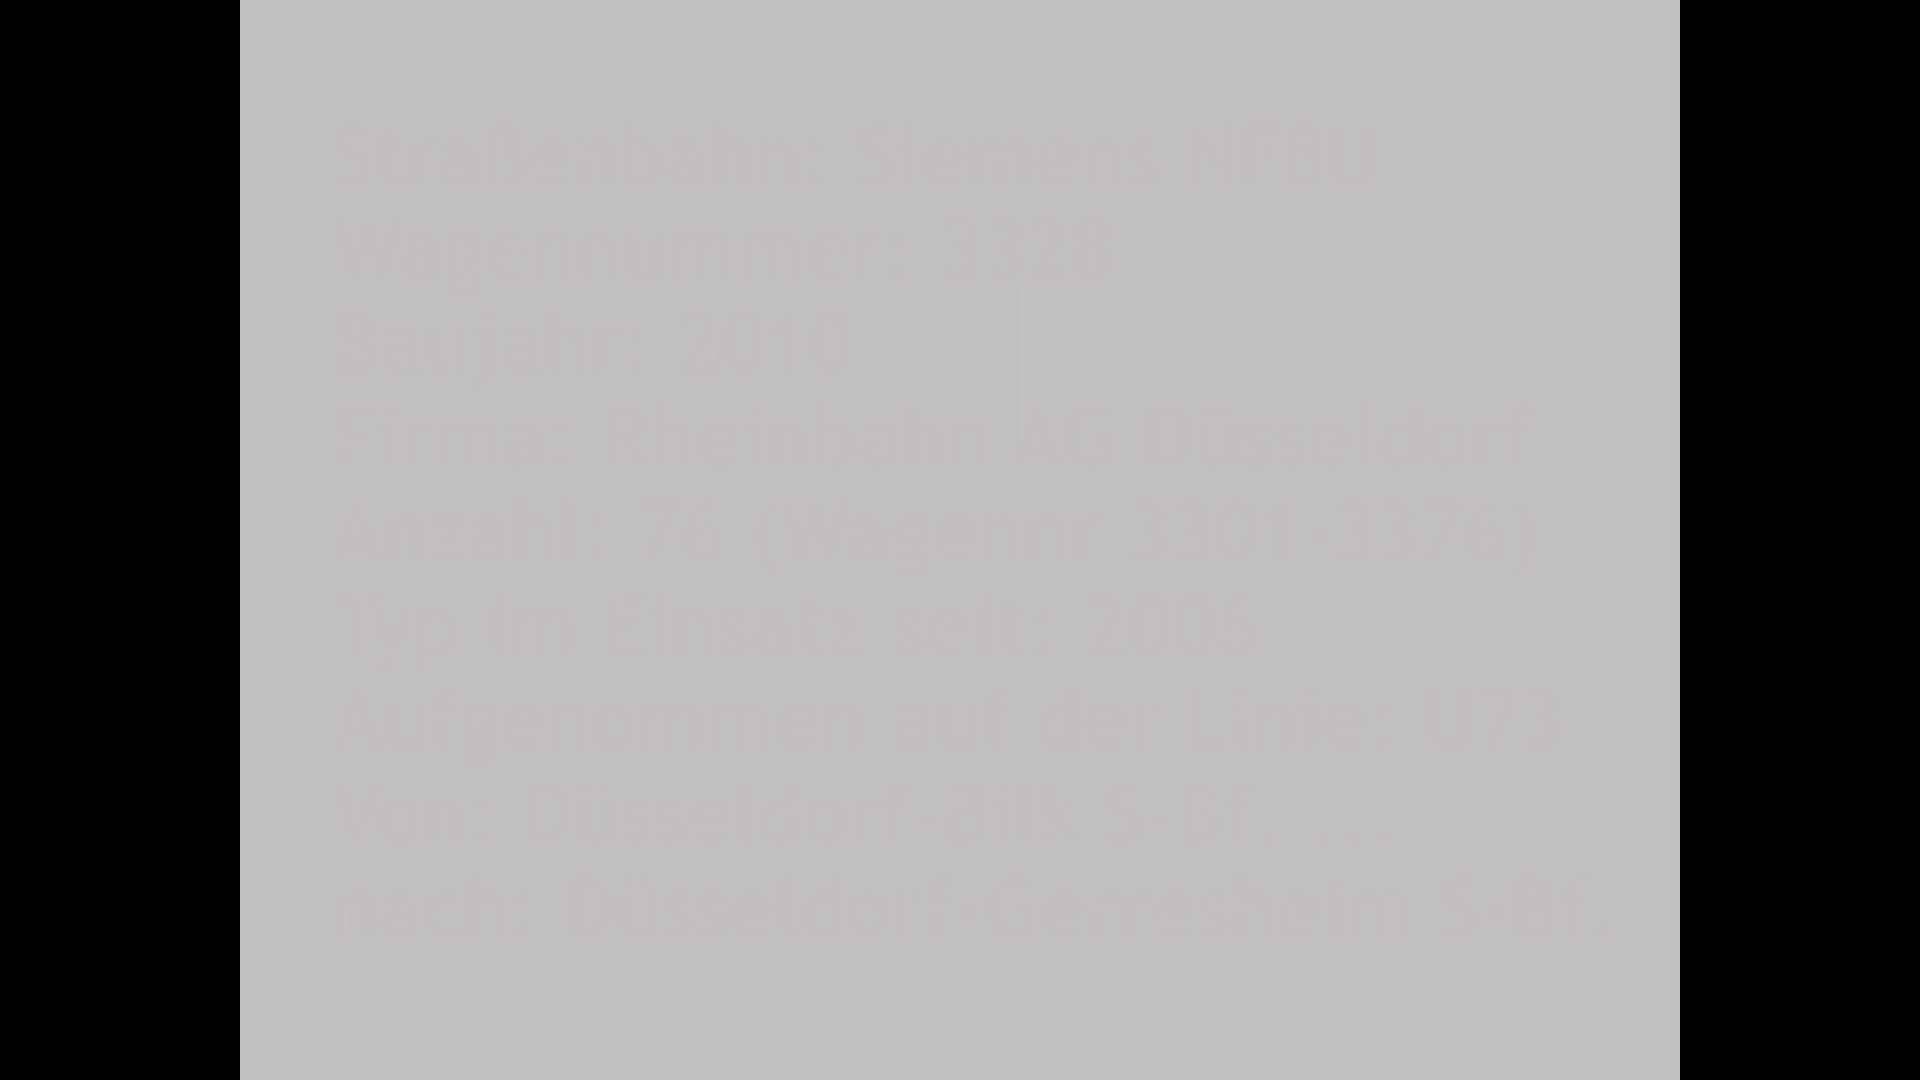 Straßenbahn: Siemens NF8U
Wagennummer: 3328
Baujahr: 2010
Firma: Rheinbahn AG Düsseldorf
Anzahl: 76 (Wagennr 3301-3376)
Typ im Einsatz seit: 2006
Aufgenommen auf der Linie: U73
Von: Düsseldorf-Bilk S-Bf. ...
nach: Düsseldorf-Gerresheim S-Bf.